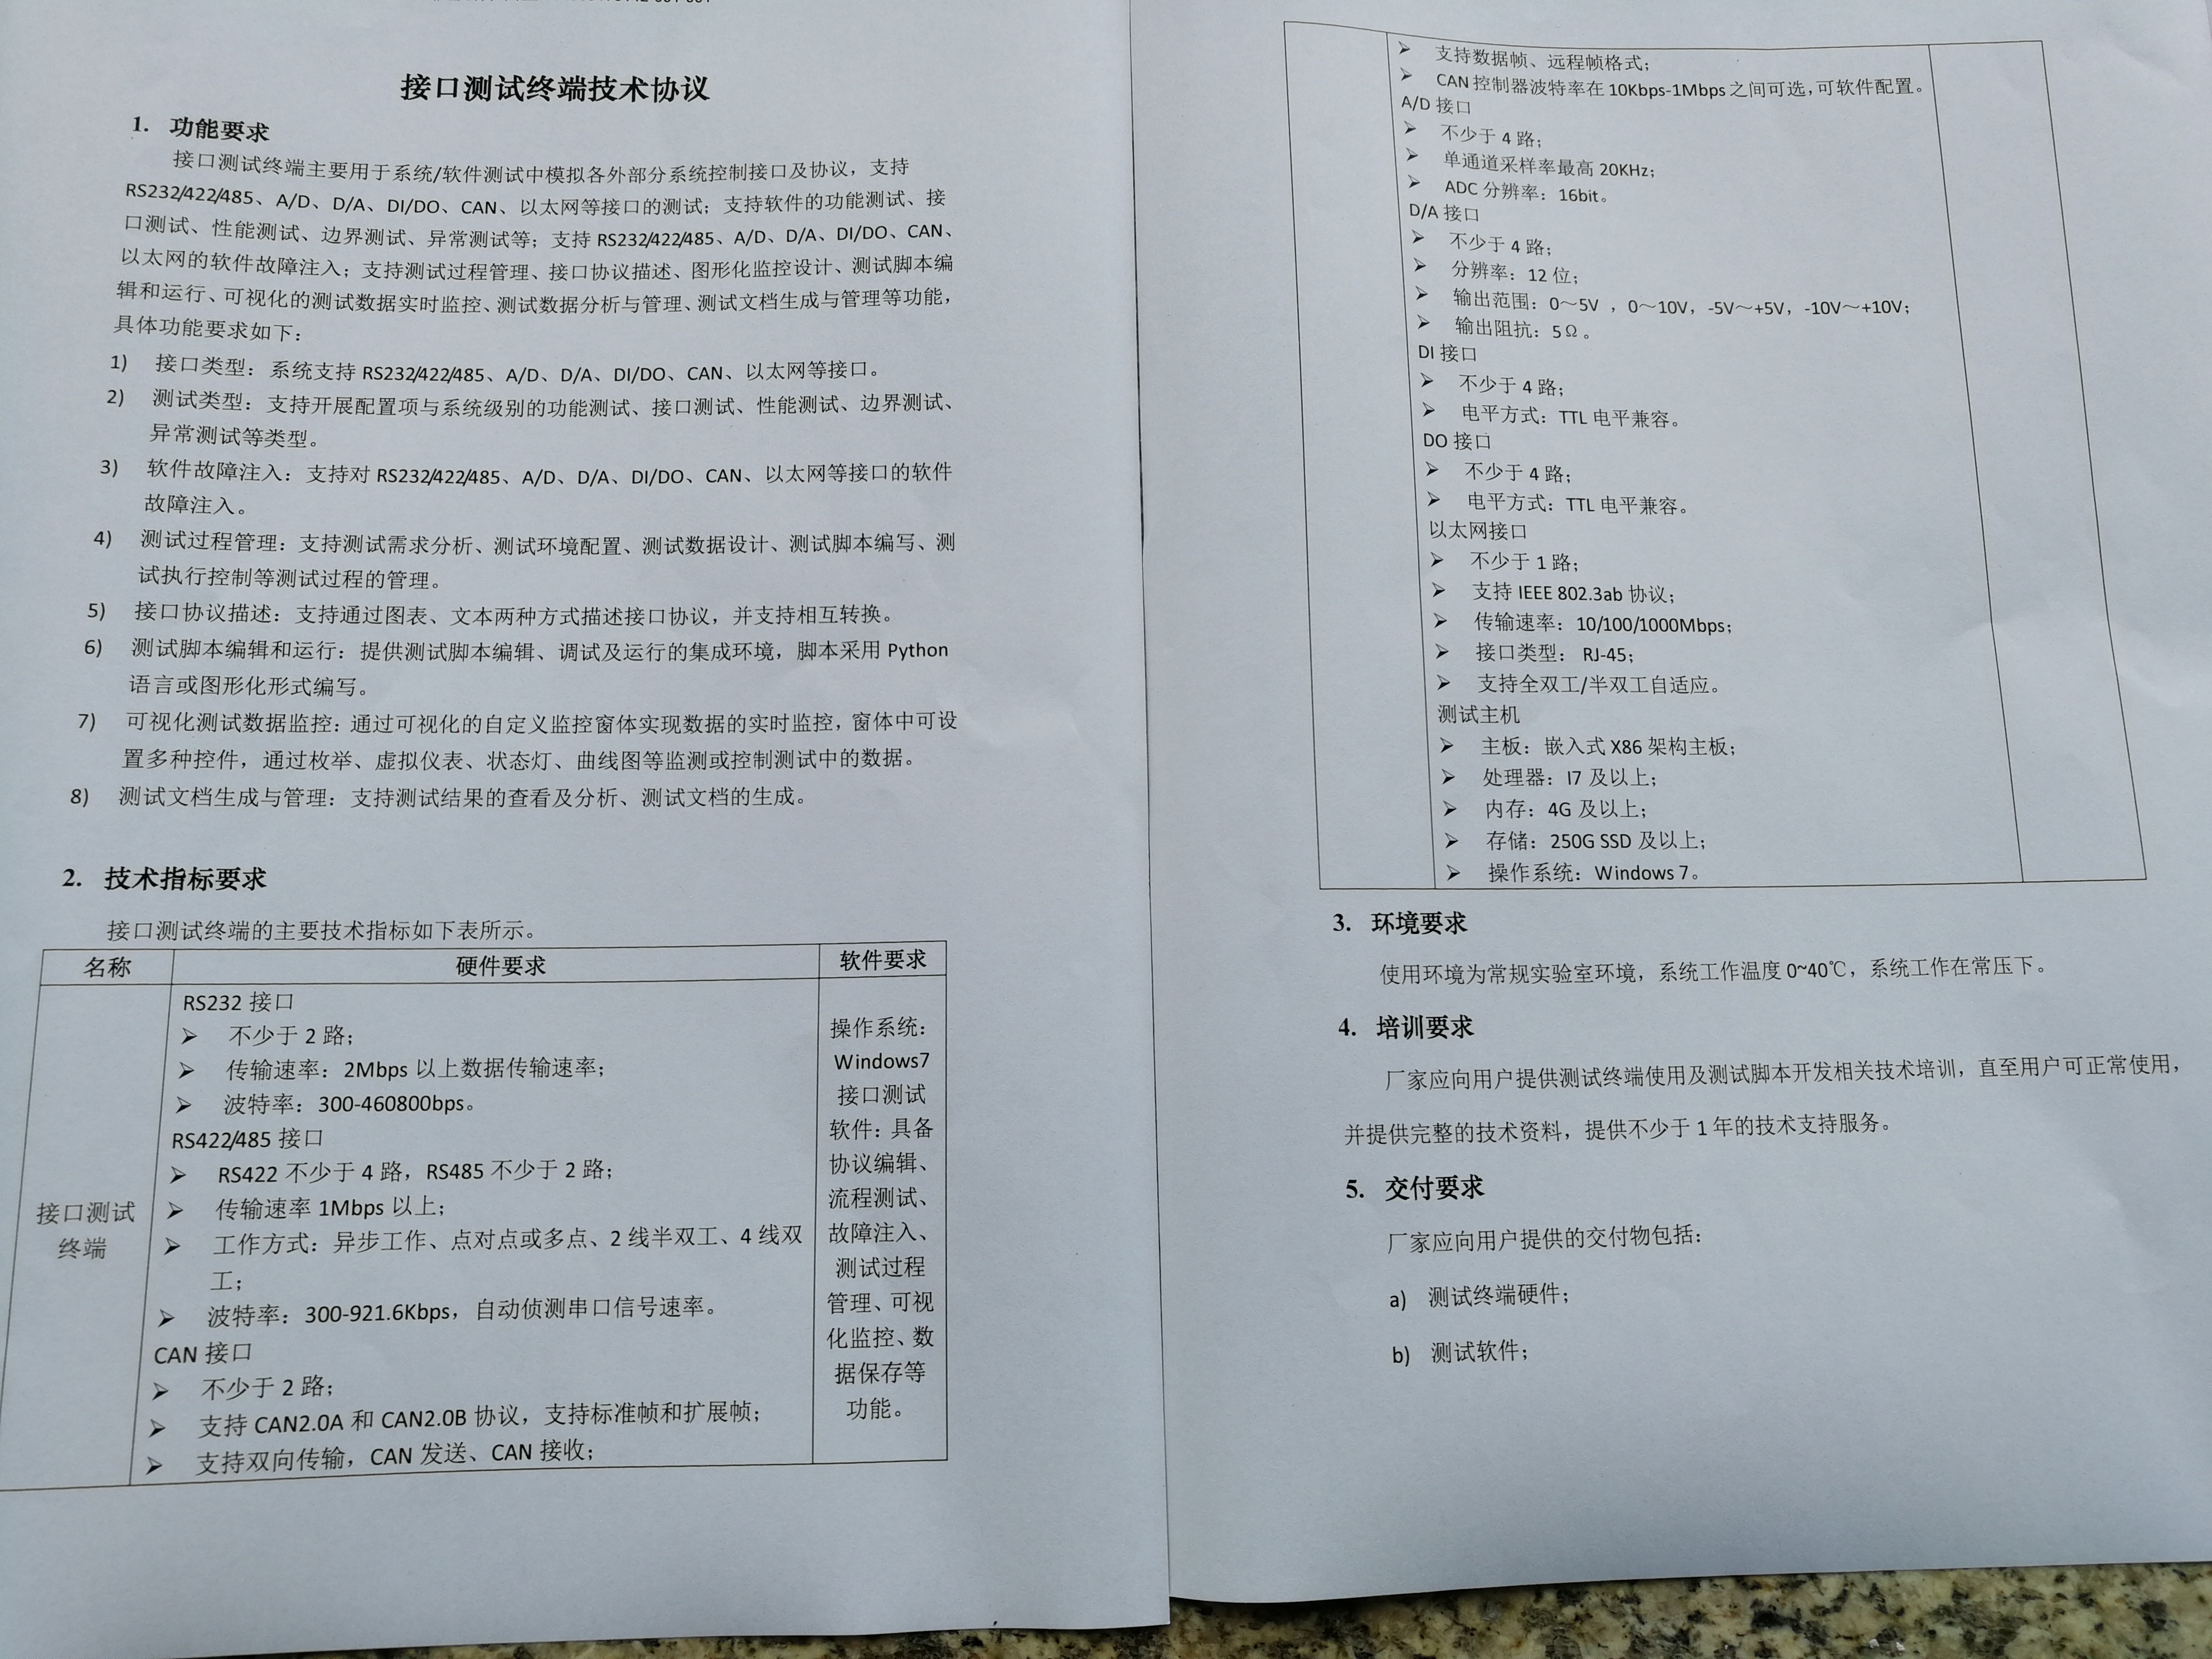 接口测试终端技术协议
1. 功能要求
接口测试终端主要用于系统/软件测试中模拟各外部分系统控制接口及协议，支持
RS232/422/485、A/D、D/A、DI/DO、CAN、以太网等接口的测试；支持软件的功能测试、接
口测试、性能测试、边界测试、异常测试等；支持 RS232/422/485、A/D、D/A、DI/DO、CAN、
以太网的软件故障注入；支持测试过程管理、接口协议描述、图形化监控设计、测试脚本编
辑和运行、可视化的测试数据实时监控、测试数据分析与管理、测试文档生成与管理等功能，
具体功能要求如下：
1) 接口类型：系统支持 RS232/422/485、A/D、D/A、DI/DO、CAN、以太网等接口。
2) 测试类型：支持开展配置项与系统级别的功能测试、接口测试、性能测试、边界测试、
异常测试等类型。
3) 软件故障注入：支持对 RS232/422/485、A/D、D/A、DI/DO、CAN、以太网等接口的软件
故障注入。
4) 测试过程管理：支持测试需求分析、测试环境配置、测试数据设计、测试脚本编写、测
试执行控制等测试过程的管理。
5) 接口协议描述：支持通过图表、文本两种方式描述接口协议，并支持相互转换。
6) 测试脚本编辑和运行：提供测试脚本编辑、调试及运行的集成环境，脚本采用 Python
语言或图形化形式编写。
7) 可视化测试数据监控：通过可视化的自定义监控窗体实现数据的实时监控，窗体中可设
置多种控件，通过枚举、虚拟仪表、状态灯、曲线图等监测或控制测试中的数据。
8) 测试文档生成与管理：支持测试结果的查看及分析、测试文档的生成。
2. 技术指标要求
接口测试终端的主要技术指标如下表所示。
名称 硬件要求 软件要求
接口测试
终端
RS232 接口
➢ 不少于 2 路；
➢ 传输速率：2Mbps 以上数据传输速率；
➢ 波特率：300-460800bps。
RS422/485 接口
➢ RS422 不少于 4 路，RS485 不少于 2 路；
➢ 传输速率 1Mbps 以上；
➢ 工作方式：异步工作、点对点或多点、2 线半双工、4 线双
工；
➢ 波特率：300-921.6Kbps，自动侦测串口信号速率。
CAN 接口
➢ 不少于 2 路；
➢ 支持 CAN2.0A 和 CAN2.0B 协议，支持标准帧和扩展帧；
➢ 支持双向传输，CAN 发送、CAN 接收；
操作系统：
Windows7
接口测试
软件：具备
协议编辑、
流程测试、
故障注入、
测试过程
管理、可视
化监控、数
据保存等
功能。
➢ 支持数据帧、远程帧格式；
➢ CAN 控制器波特率在 10Kbps-1Mbps 之间可选，可软件配置。
A/D 接口
➢ 不少于 4 路；
➢ 单通道采样率最高 20KHz；
➢ ADC 分辨率：16bit。
D/A 接口
➢ 不少于 4 路；
➢ 分辨率：12 位；
➢ 输出范围：0～5V ，0～10V，-5V～+5V，-10V～+10V；
➢ 输出阻抗：5Ω。
DI 接口
➢ 不少于 4 路；
➢ 电平方式：TTL 电平兼容。
DO 接口
➢ 不少于 4 路；
➢ 电平方式：TTL 电平兼容。
以太网接口
➢ 不少于 1 路；
➢ 支持 IEEE 802.3ab 协议；
➢ 传输速率：10/100/1000Mbps；
➢ 接口类型： RJ-45；
➢ 支持全双工/半双工自适应。
测试主机
➢ 主板：嵌入式 X86 架构主板；
➢ 处理器：I7 及以上；
➢ 内存：4G 及以上；
➢ 存储：250G SSD 及以上；
➢ 操作系统：Windows 7。
3. 环境要求
使用环境为常规实验室环境，系统工作温度 0~40℃，系统工作在常压下。
4. 培训要求
厂家应向用户提供测试终端使用及测试脚本开发相关技术培训，直至用户可正常使用，
并提供完整的技术资料，提供不少于 1 年的技术支持服务。
5. 交付要求
厂家应向用户提供的交付物包括：
a) 测试终端硬件；
b) 测试软件；